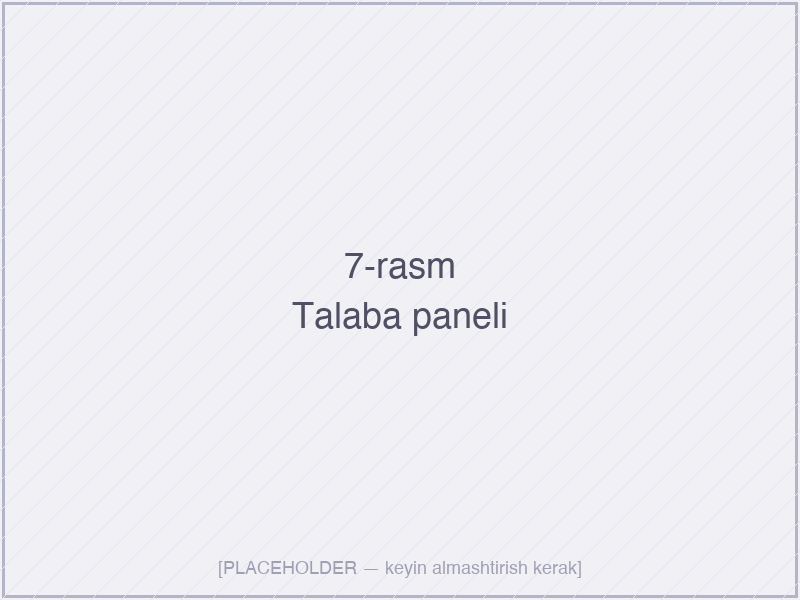 7-rasm
Talaba paneli
[PLACEHOLDER — keyin almashtirish kerak]